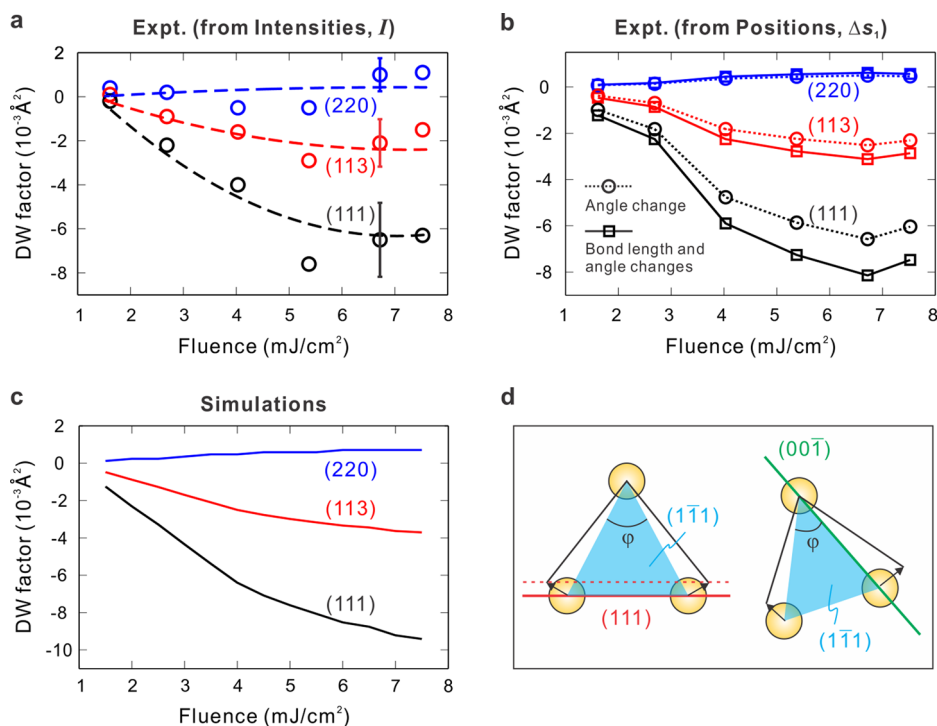 a
Expt. (from Intensities, I)
DW factor (10⁻³Å²)
2
0
-2
-4
-6
-8
(220)
(113)
(111)
1 2 3 4 5 6 7 8
Fluence (mJ/cm²)
b
Expt. (from Positions, Δs₁)
DW factor (10⁻³Å²)
0
-2
-4
-6
-8
(220)
(113)
(111)
Angle change
Bond length and
angle changes
1 2 3 4 5 6 7 8
Fluence (mJ/cm²)
c
Simulations
DW factor (10⁻³Å²)
2
0
-2
-4
-6
-8
-10
(220)
(113)
(111)
1 2 3 4 5 6 7 8
Fluence (mJ/cm²)
d
φ
(11̄1)
(111)
(001̄)
φ
(11̄1)